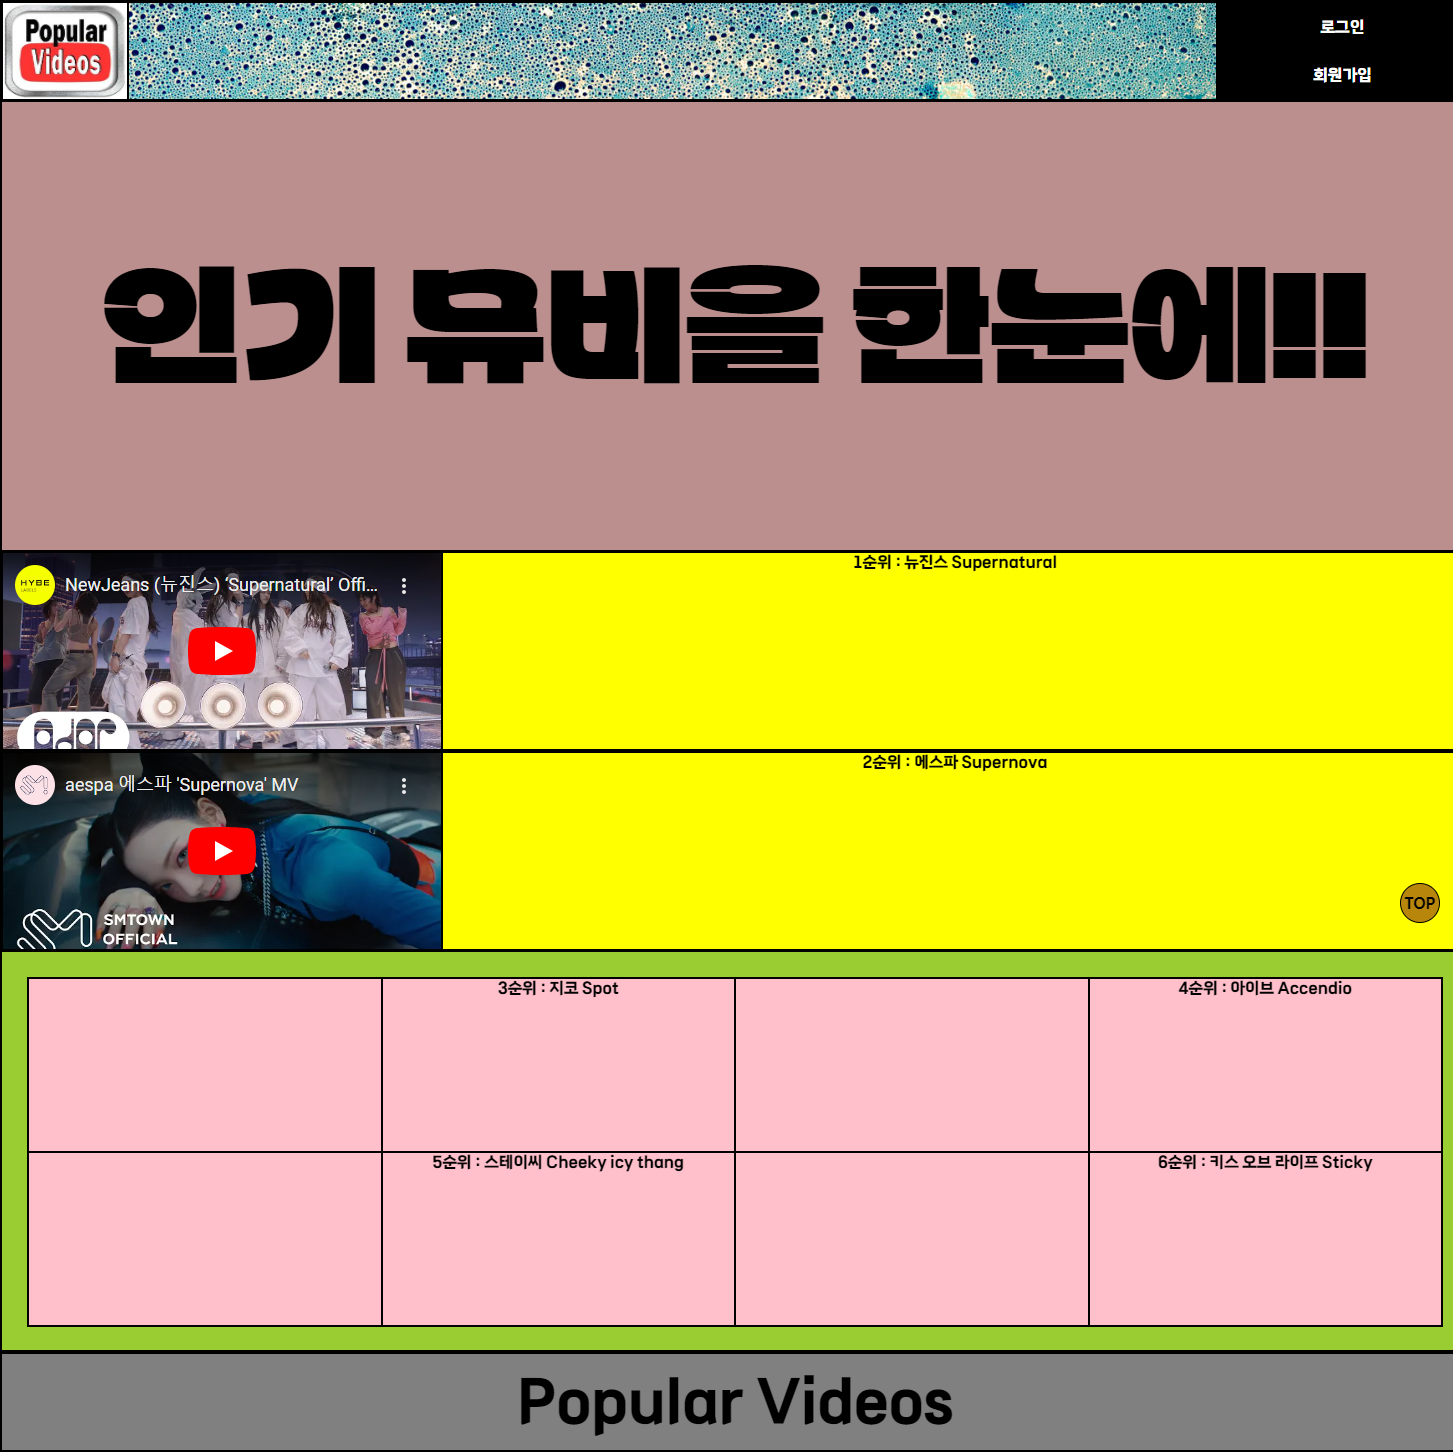 Popular
Videos
로그인
회원가입
인기 뮤비을 한눈에!!
HYBE
LABELS
NewJeans (뉴진스) ‘Supernatural’ Offi...
1순위 : 뉴진스 Supernatural
aespa 에스파 'Supernova' MV
SMTOWN
OFFICIAL
2순위 : 에스파 Supernova
TOP
3순위 : 지코 Spot
4순위 : 아이브 Accendio
5순위 : 스테이씨 Cheeky icy thang
6순위 : 키스 오브 라이프 Sticky
Popular Videos